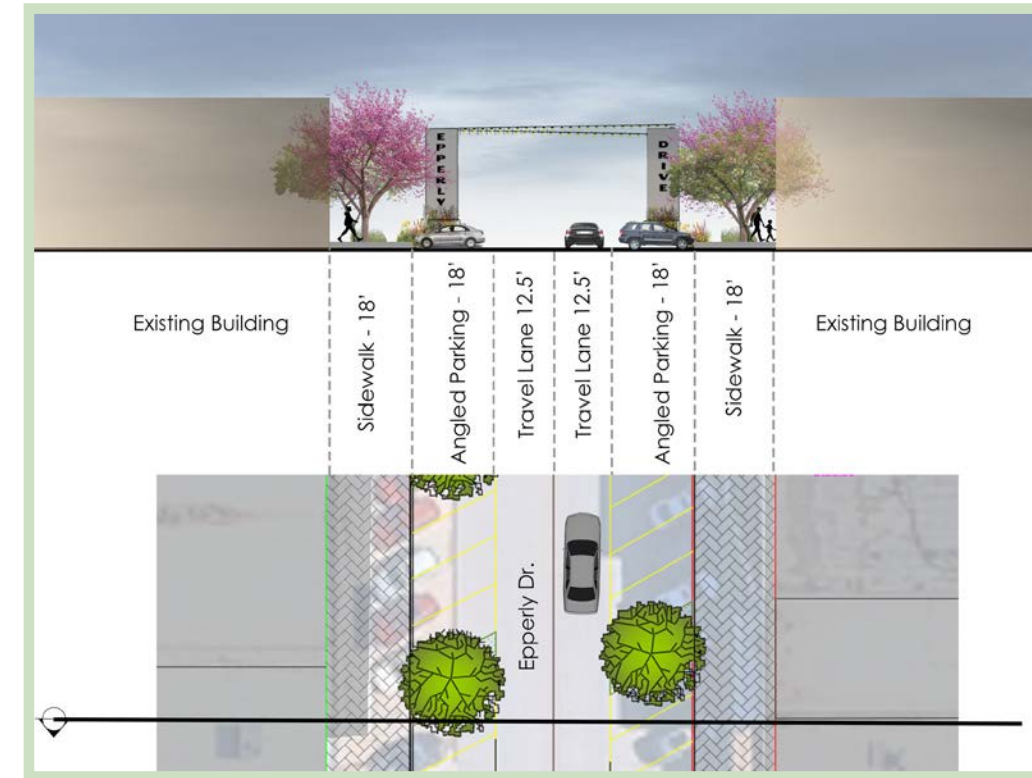 EPPERLY
DRIVE
Existing Building
Sidewalk - 18'
Angled Parking - 18'
Travel Lane 12.5'
Travel Lane 12.5'
Angled Parking - 18'
Sidewalk - 18'
Existing Building
Epperly Dr.